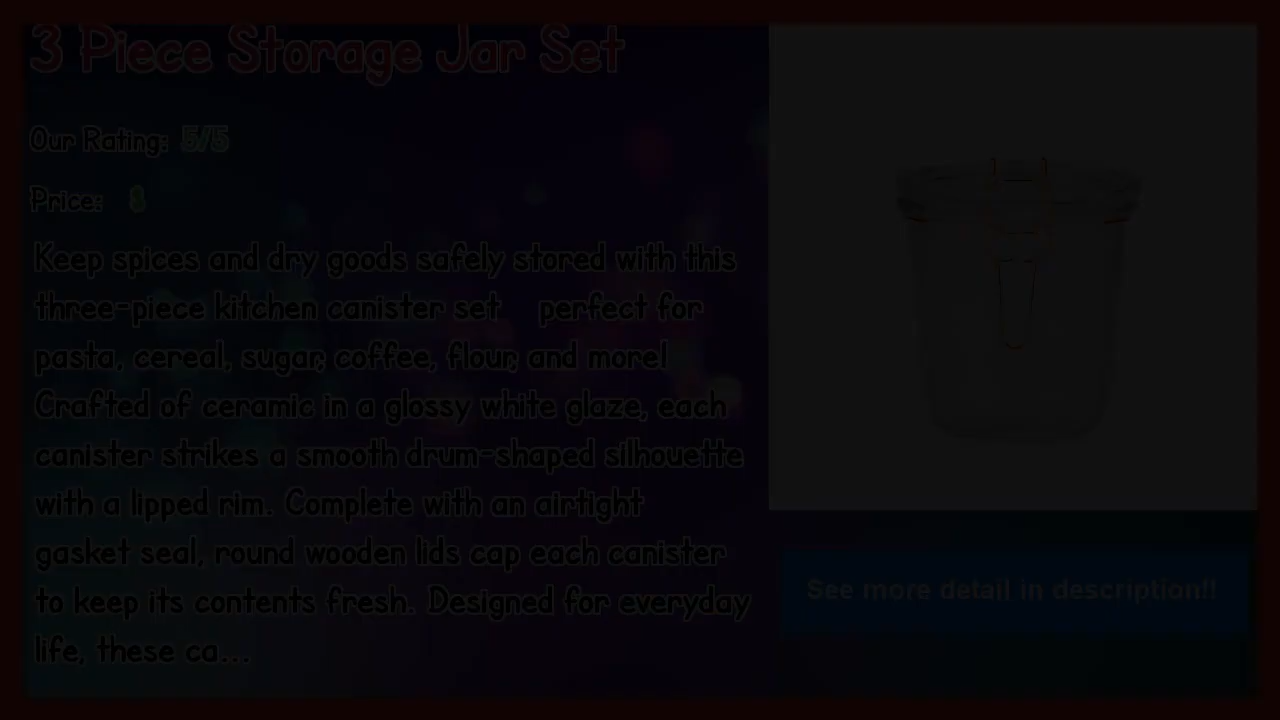 3 Piece Storage Jar Set
Our Rating: 5/5
Price: $
Keep spices and dry goods safely stored with this
three-piece kitchen canister set perfect for
pasta, cereal, sugar, coffee, flour, and more!
Crafted of ceramic in a glossy white glaze, each
canister strikes a smooth drum-shaped silhouette
with a lipped rim. Complete with an airtight
gasket seal, round wooden lids cap each canister
to keep its contents fresh. Designed for everyday
life, these ca...
See more detail in description!!